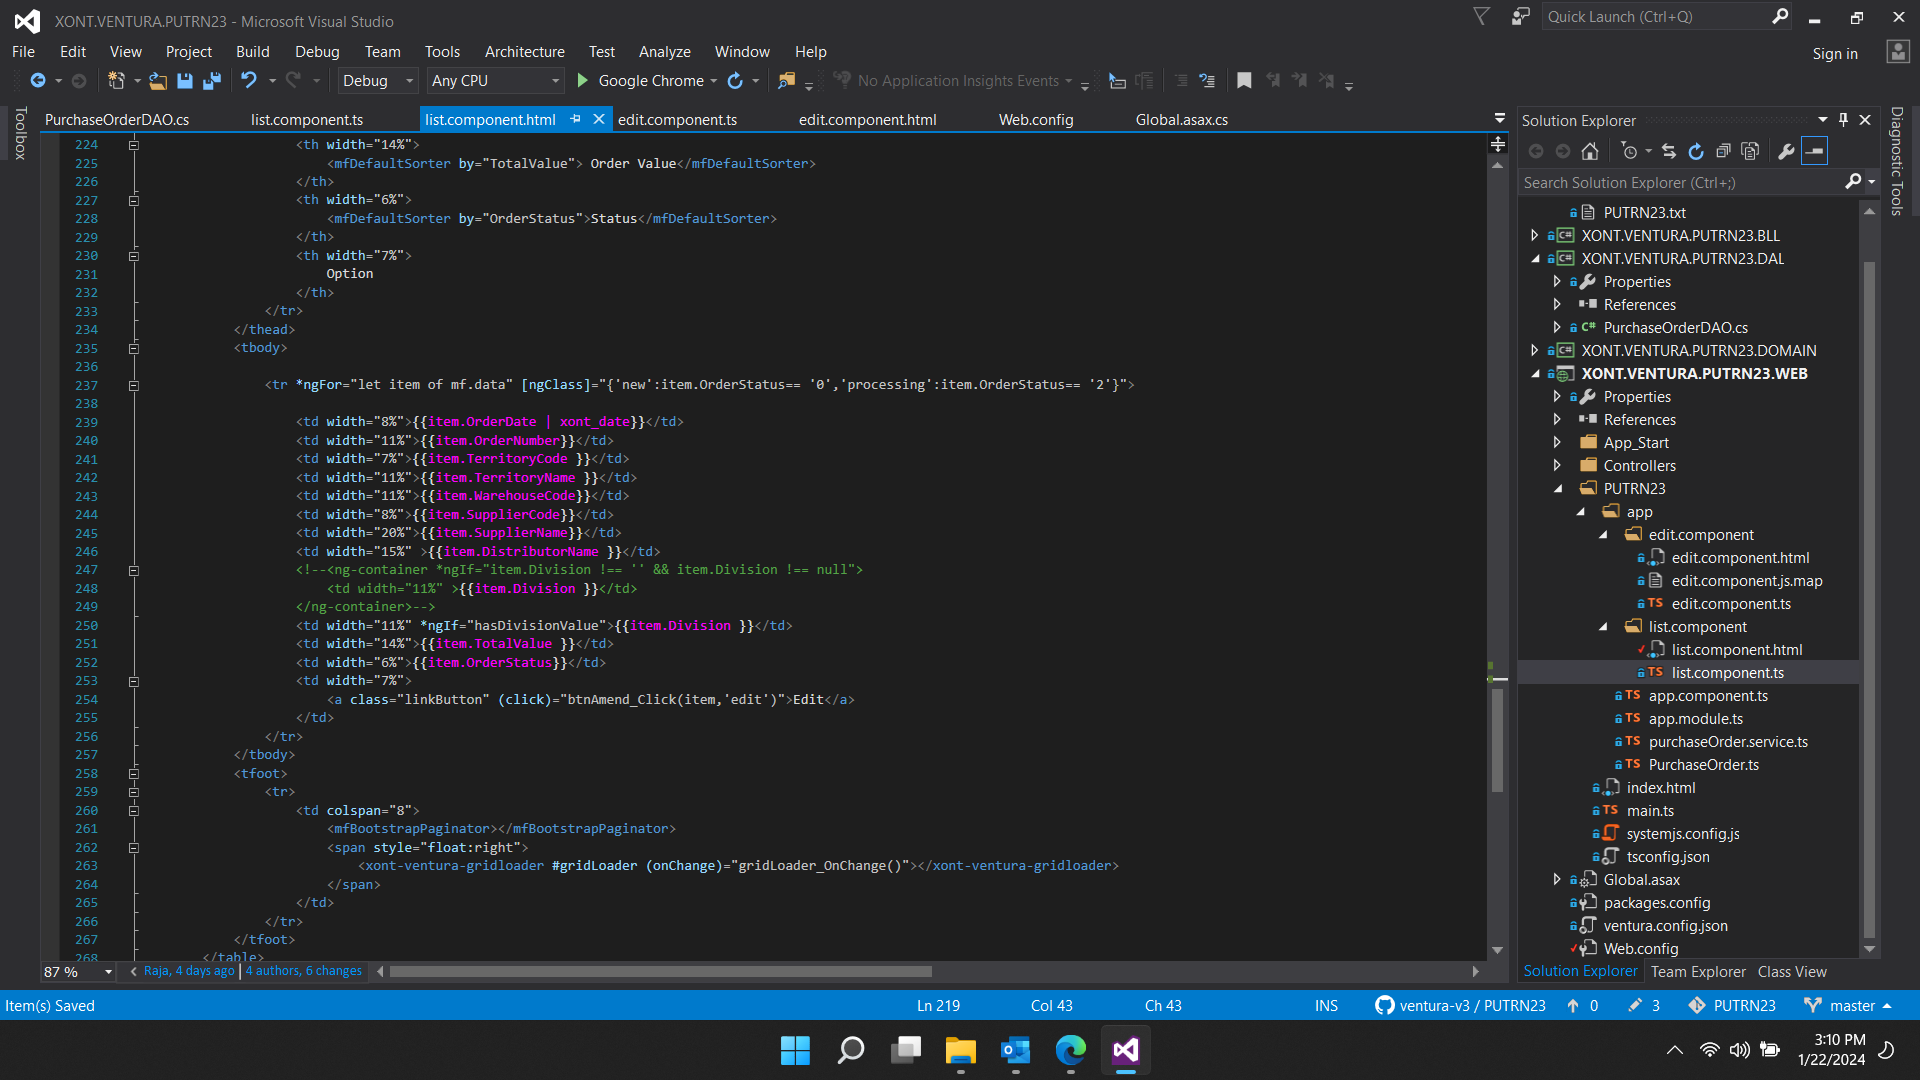 XONT.VENTURA.PUTRN23 - Microsoft Visual Studio
Quick Launch (Ctrl+Q)
File Edit View Project Build Debug Team Tools Architecture Test Analyze Window Help
Sign in
Debug Any CPU Google Chrome No Application Insights Events
Toolbox
PurchaseOrderDAO.cs list.component.ts list.component.html edit.component.ts edit.component.html Web.config Global.asax.cs
224 <th width="14%">
225 <mfDefaultSorter by="TotalValue"> Order Value</mfDefaultSorter>
226 </th>
227 <th width="6%">
228 <mfDefaultSorter by="OrderStatus">Status</mfDefaultSorter>
229 </th>
230 <th width="7%">
231 Option
232 </th>
233 </tr>
234 </thead>
235 <tbody>
236
237 <tr *ngFor="let item of mf.data" [ngClass]="{'new':item.OrderStatus== '0','processing':item.OrderStatus== '2'}">
238
239 <td width="8%">{{item.OrderDate | xont_date}}</td>
240 <td width="11%">{{item.OrderNumber}}</td>
241 <td width="7%">{{item.TerritoryCode }}</td>
242 <td width="11%">{{item.TerritoryName }}</td>
243 <td width="11%">{{item.WarehouseCode}}</td>
244 <td width="8%">{{item.SupplierCode}}</td>
245 <td width="20%">{{item.SupplierName}}</td>
246 <td width="15%" >{{item.DistributorName }}</td>
247 <!--<ng-container *ngIf="item.Division !== '' && item.Division !== null">
248 <td width="11%" >{{item.Division }}</td>
249 </ng-container>-->
250 <td width="11%" *ngIf="hasDivisionValue">{{item.Division }}</td>
251 <td width="14%">{{item.TotalValue }}</td>
252 <td width="6%">{{item.OrderStatus}}</td>
253 <td width="7%">
254 <a class="linkButton" (click)="btnAmend_Click(item,'edit')">Edit</a>
255 </td>
256 </tr>
257 </tbody>
258 <tfoot>
259 <tr>
260 <td colspan="8">
261 <mfBootstrapPaginator></mfBootstrapPaginator>
262 <span style="float:right">
263 <xont-ventura-gridloader #gridLoader (onChange)="gridLoader_OnChange()"></xont-ventura-gridloader>
264 </span>
265 </td>
266 </tr>
267 </tfoot>
268 </table>
87 % Raja, 4 days ago | 4 authors, 6 changes
Solution Explorer
Search Solution Explorer (Ctrl+;)
PUTRN23.txt
XONT.VENTURA.PUTRN23.BLL
XONT.VENTURA.PUTRN23.DAL
Properties
References
PurchaseOrderDAO.cs
XONT.VENTURA.PUTRN23.DOMAIN
XONT.VENTURA.PUTRN23.WEB
Properties
References
App_Start
Controllers
PUTRN23
app
edit.component
edit.component.html
edit.component.js.map
edit.component.ts
list.component
list.component.html
list.component.ts
app.component.ts
app.module.ts
purchaseOrder.service.ts
PurchaseOrder.ts
index.html
main.ts
systemjs.config.js
tsconfig.json
Global.asax
packages.config
ventura.config.json
Web.config
Solution Explorer Team Explorer Class View
Diagnostic Tools
Item(s) Saved Ln 219 Col 43 Ch 43 INS ventura-v3 / PUTRN23 0 3 PUTRN23 master
3:10 PM
1/22/2024